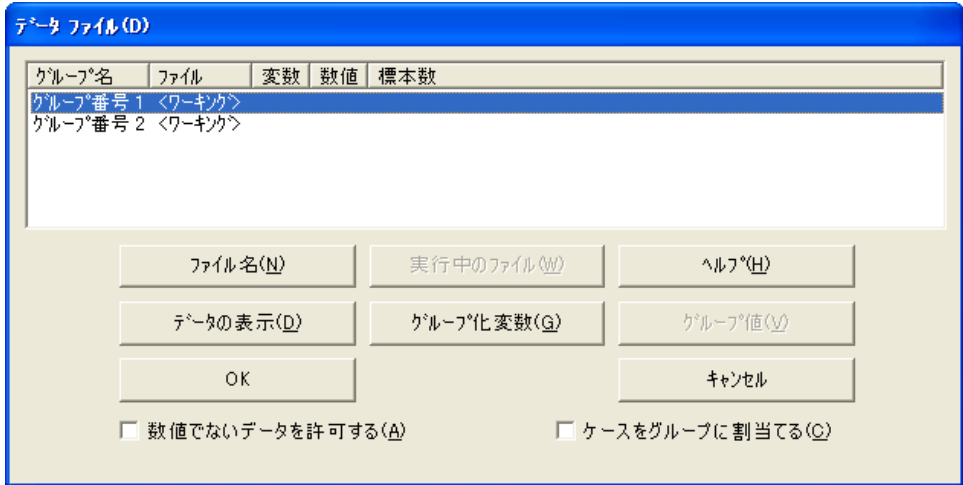 ﾃﾞｰﾀ ﾌｧｲﾙ(D)
ｸﾞﾙｰﾌﾟ名 ﾌｧｲﾙ 変数 数値 標本数
ｸﾞﾙｰﾌﾟ番号 1 <ﾜｰｷﾝｸﾞ>
ｸﾞﾙｰﾌﾟ番号 2 <ﾜｰｷﾝｸﾞ>
ﾌｧｲﾙ名(N) 実行中のﾌｧｲﾙ(W) ﾍﾙﾌﾟ(H)
ﾃﾞｰﾀの表示(D) ｸﾞﾙｰﾌﾟ化変数(G) ｸﾞﾙｰﾌﾟ値(V)
OK ｷｬﾝｾﾙ
数値でないデータを許可する(A) ケースをグループに割当てる(C)